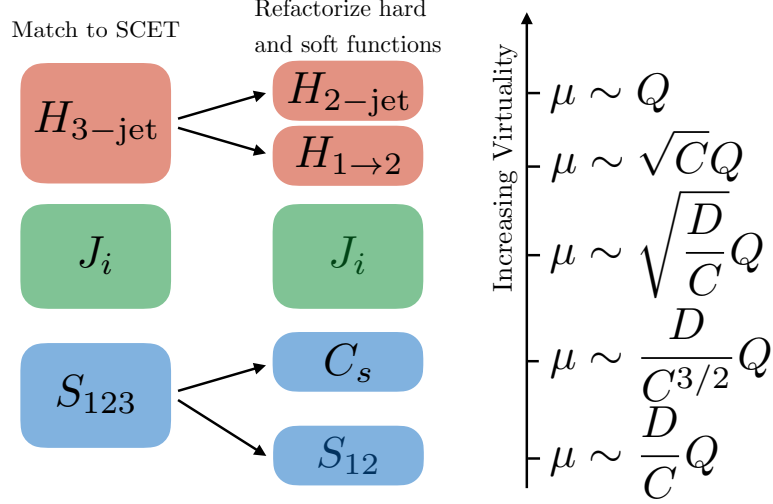 Match to SCET
Refactorize hard
and soft functions
H_{3-jet}
H_{2-jet}
H_{1→2}
J_i
J_i
S_{123}
C_s
S_{12}
Increasing Virtuality
μ ∼ Q
μ ∼ √C Q
μ ∼ √(D/C) Q
μ ∼ D/C^{3/2} Q
μ ∼ D/C Q